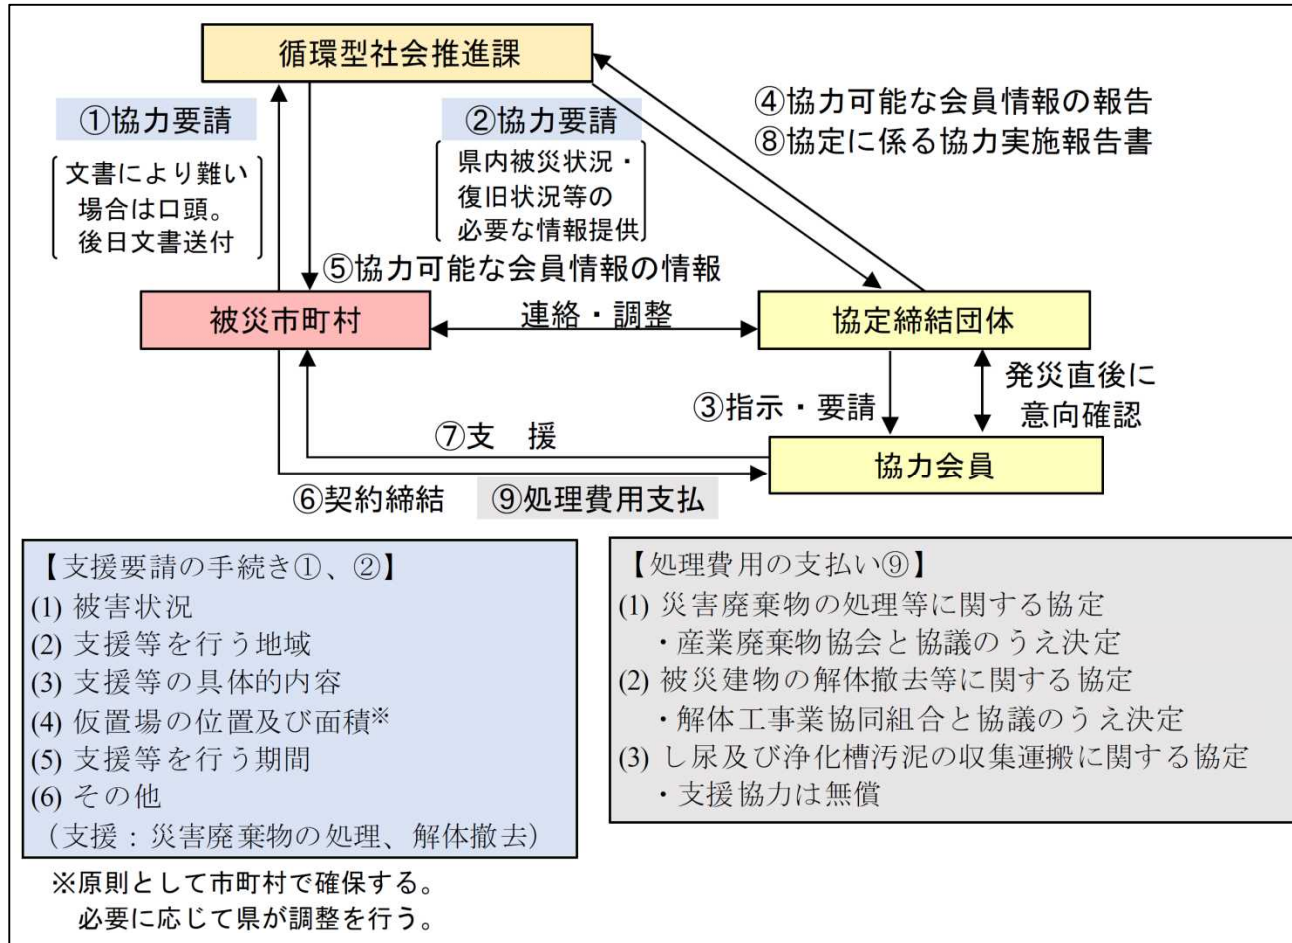 循環型社会推進課
①協力要請
文書により難い
場合は口頭。
後日文書送付
②協力要請
県内被災状況・
復旧状況等の
必要な情報提供
④協力可能な会員情報の報告
⑧協定に係る協力実施報告書
⑤協力可能な会員情報の情報
被災市町村
連絡・調整
協定締結団体
③指示・要請
発災直後に
意向確認
⑦支　援
協力会員
⑥契約締結
⑨処理費用支払
【支援要請の手続き①、②】
(1) 被害状況
(2) 支援等を行う地域
(3) 支援等の具体的内容
(4) 仮置場の位置及び面積※
(5) 支援等を行う期間
(6) その他
（支援：災害廃棄物の処理、解体撤去）
※原則として市町村で確保する。
必要に応じて県が調整を行う。
【処理費用の支払い⑨】
(1) 災害廃棄物の処理等に関する協定
・産業廃棄物協会と協議のうえ決定
(2) 被災建物の解体撤去等に関する協定
・解体工事業協同組合と協議のうえ決定
(3) し尿及び浄化槽汚泥の収集運搬に関する協定
・支援協力は無償